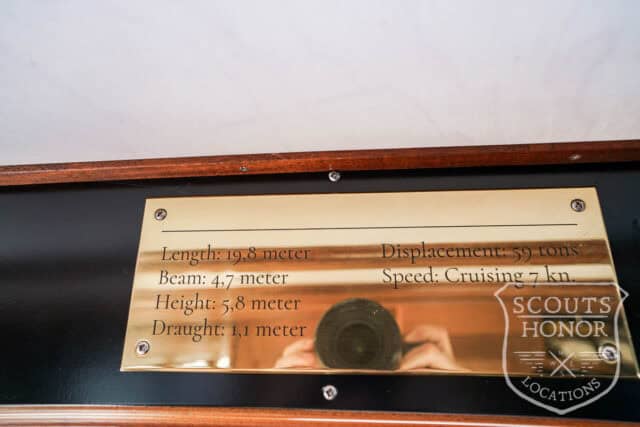 Length: 19,8 meter
Beam: 4,7 meter
Height: 5,8 meter
Draught: 1,1 meter
Displacement: 59 tons
Speed: Cruising 7 kn.
SCOUTS
HONOR
LOCATIONS